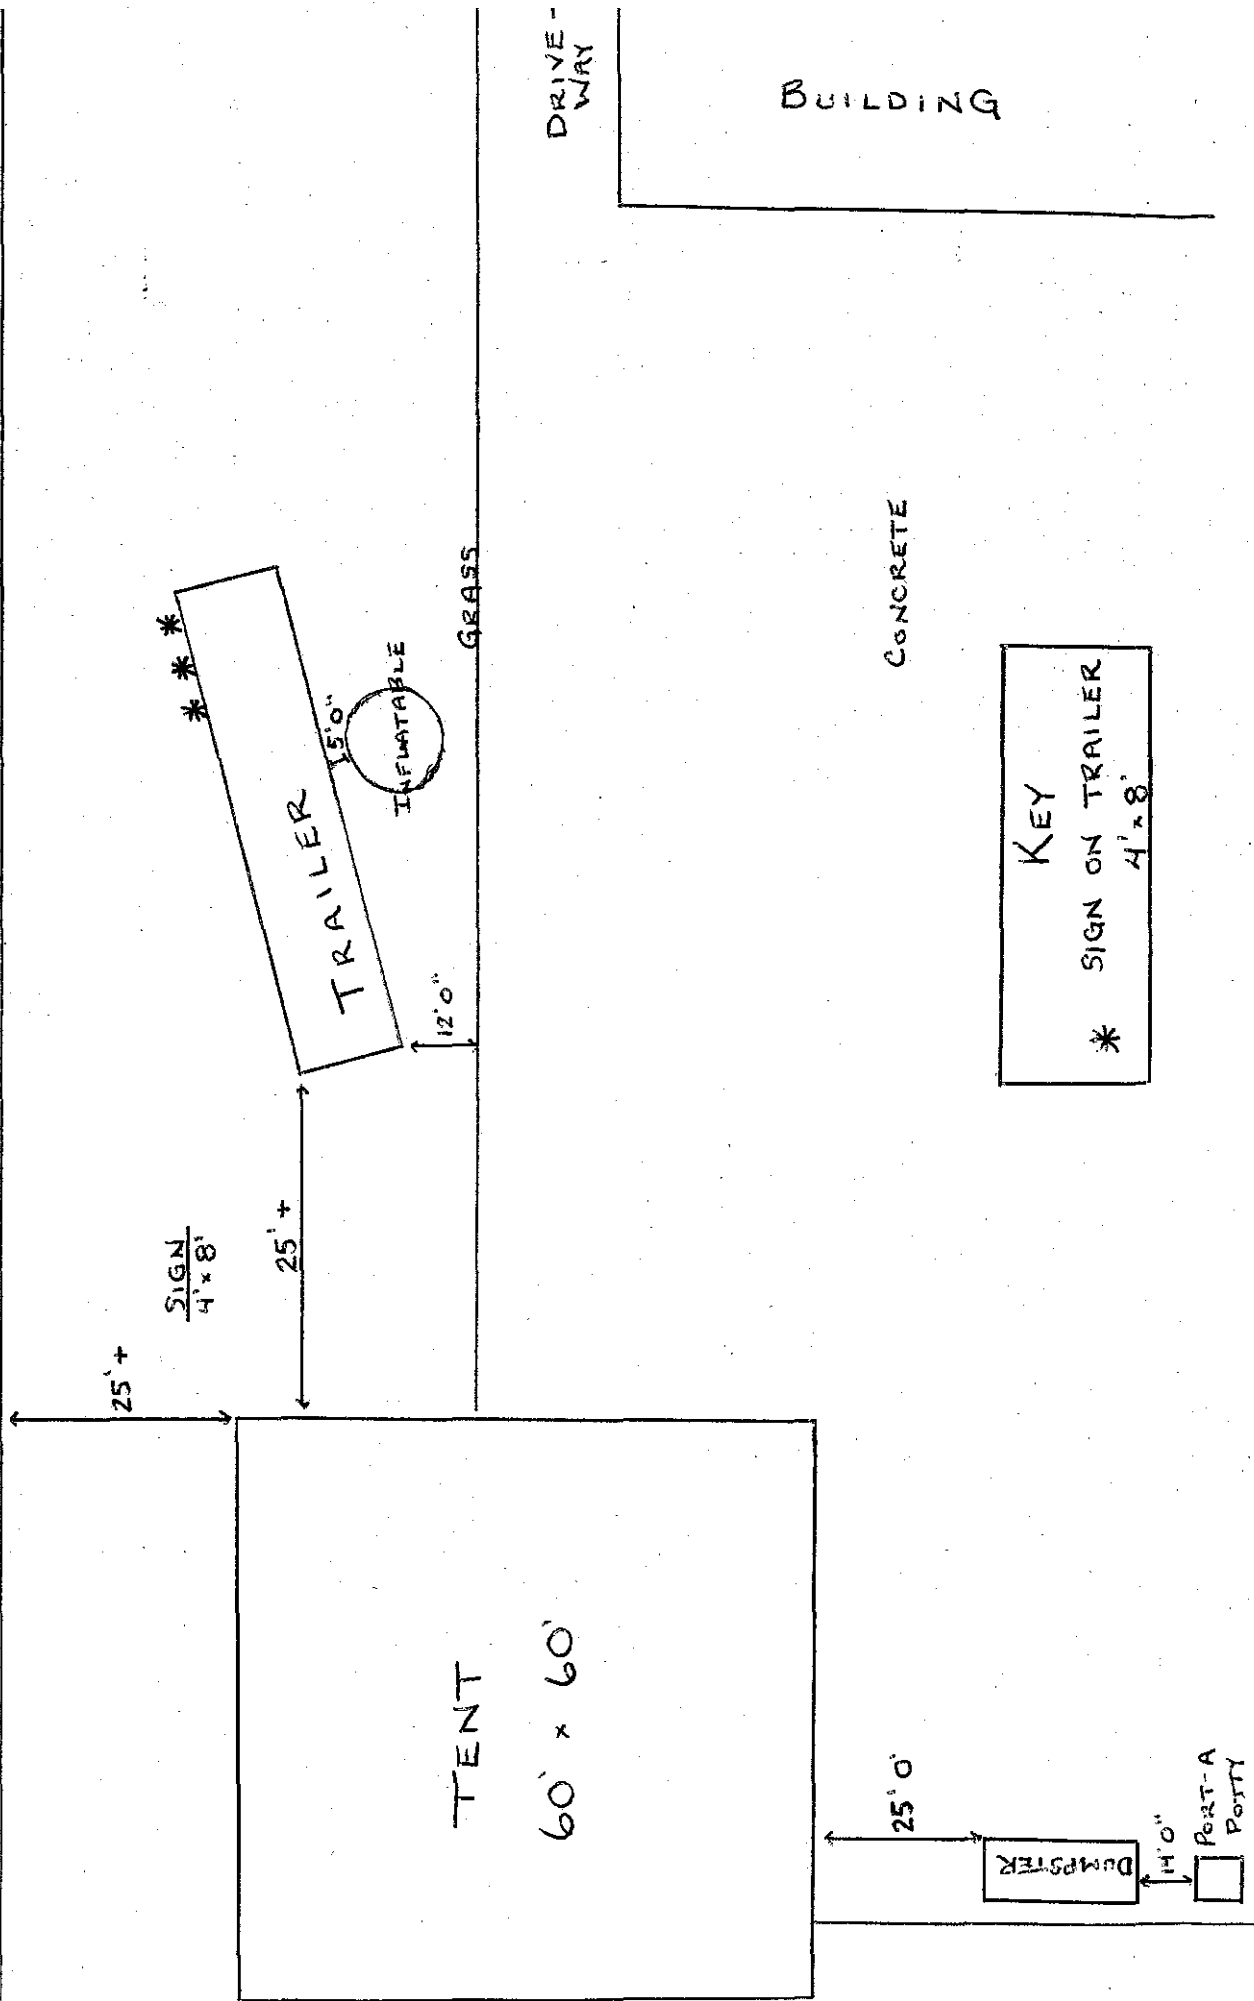 DRIVE-
WAY
BUILDING
GRASS
CONCRETE
TRAILER
5'0"
INFLATABLE
12'0"
25'+
SIGN
4'x8'
25'+
KEY
* SIGN ON TRAILER
4'x8'
TENT
60' x 60'
25'0"
DUMPSTER
14'0"
PORT-A
POTTY